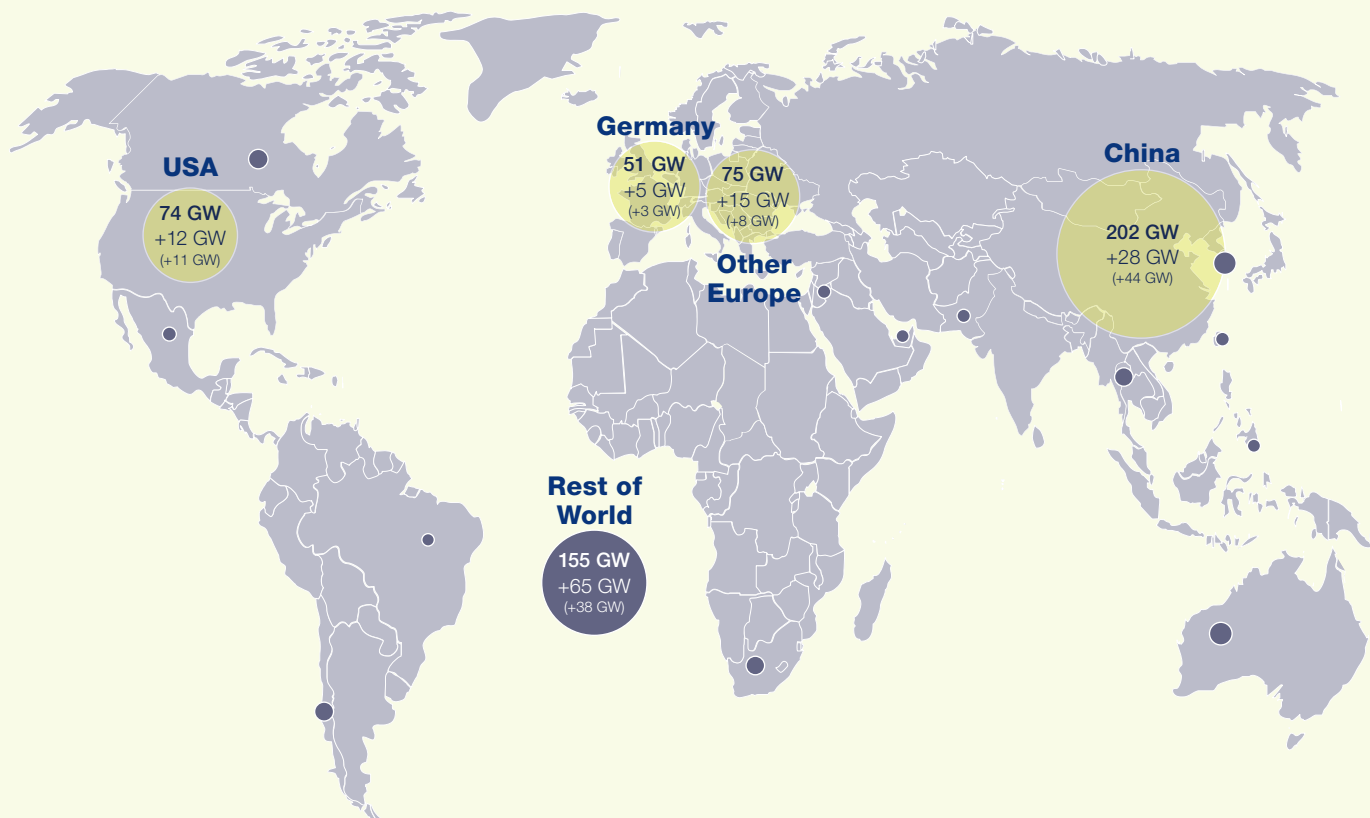 Germany
51 GW
+5 GW
(+3 GW)
75 GW
+15 GW
(+8 GW)
Other
Europe
USA
74 GW
+12 GW
(+11 GW)
China
202 GW
+28 GW
(+44 GW)
Rest of
World
155 GW
+65 GW
(+38 GW)